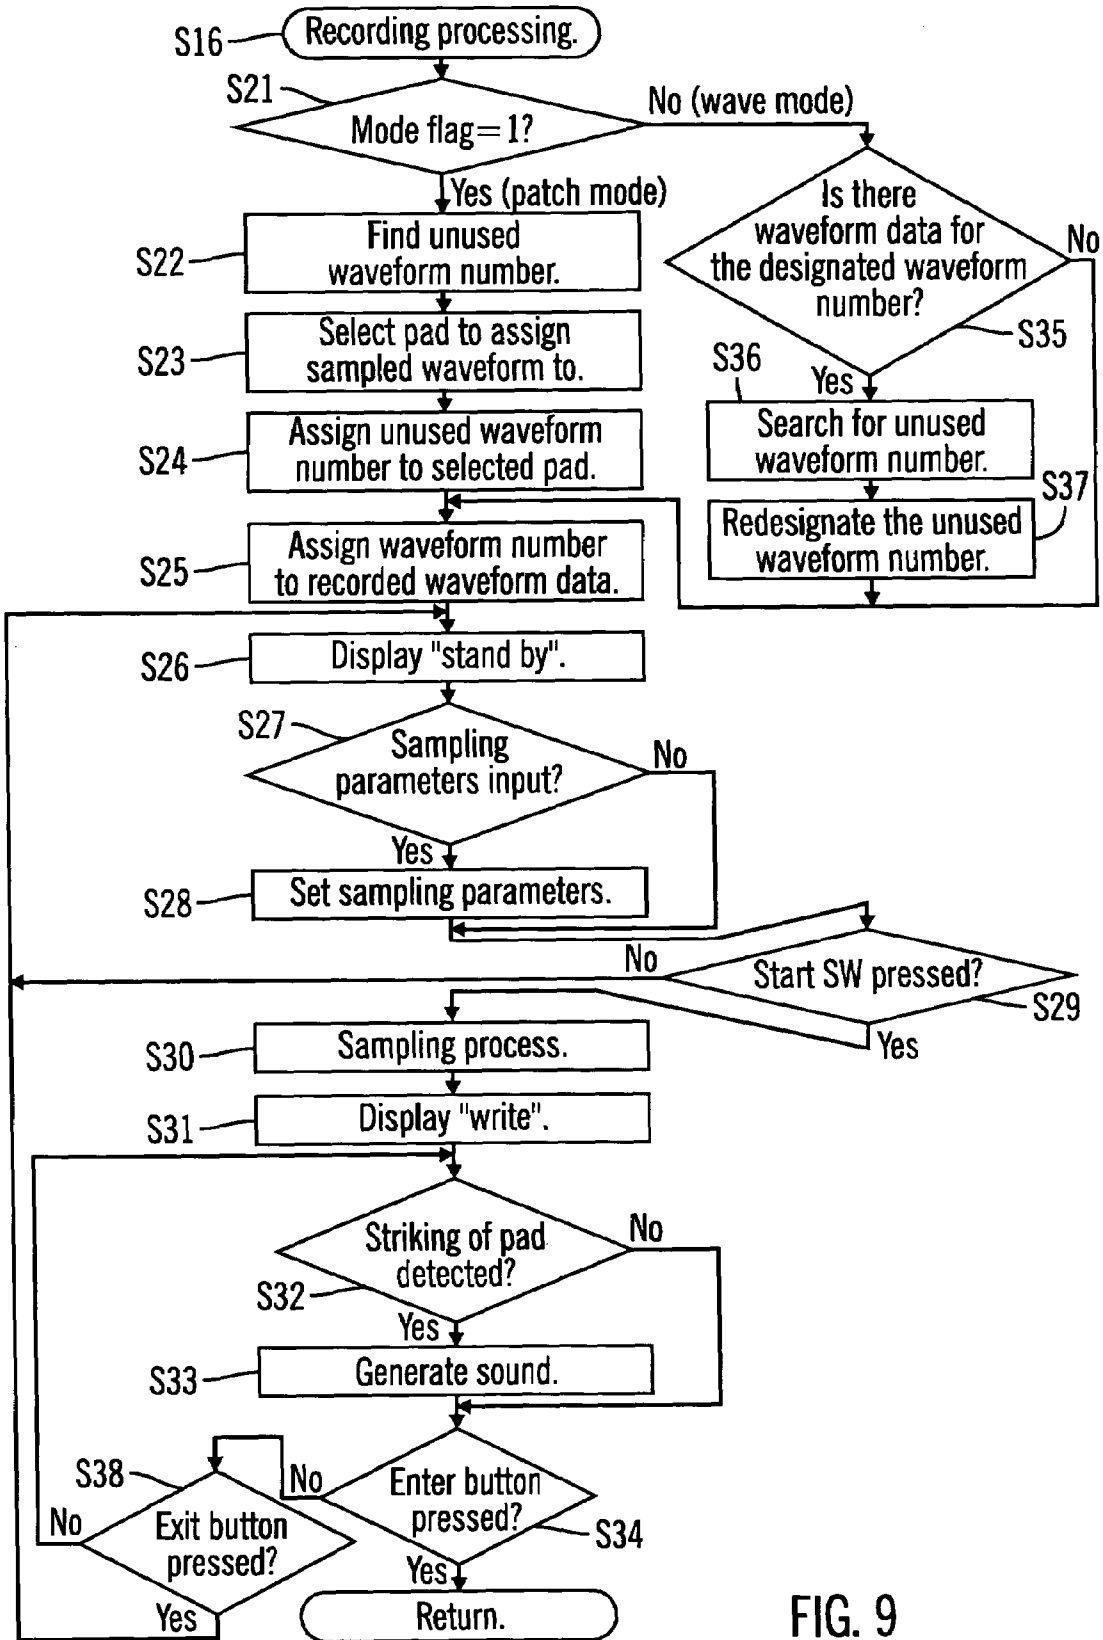 Recording processing.
S16
S21
Mode flag=1?
No (wave mode)
Yes (patch mode)
Is there
waveform data for
the designated waveform
number?
No
S35
Yes
S22
Find unused
waveform number.
S23
Select pad to assign
sampled waveform to.
S36
Search for unused
waveform number.
S24
Assign unused waveform
number to selected pad.
S37
Redesignate the unused
waveform number.
S25
Assign waveform number
to recorded waveform data.
S26
Display "stand by".
S27
Sampling
parameters input?
No
Yes
S28
Set sampling parameters.
No
Start SW pressed?
S29
Yes
S30
Sampling process.
S31
Display "write".
Striking of pad
detected?
No
S32
Yes
S33
Generate sound.
S38
No
Enter button
pressed?
S34
No
Exit button
pressed?
Yes
Yes
Return.
FIG. 9